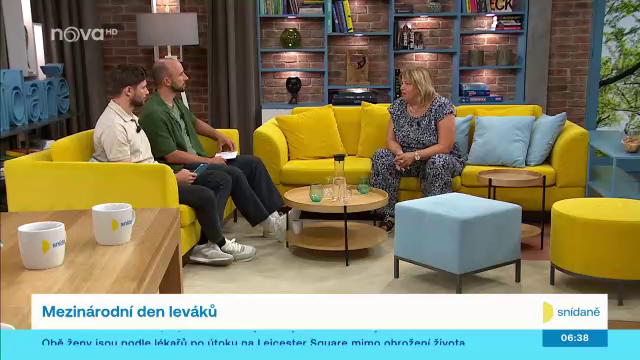 nova HD
snídaně
Mezinárodní den leváků
snídaně
06:38
Obě ženy jsou podle lékařů po útoku na Leicester Square mimo ohrožení života